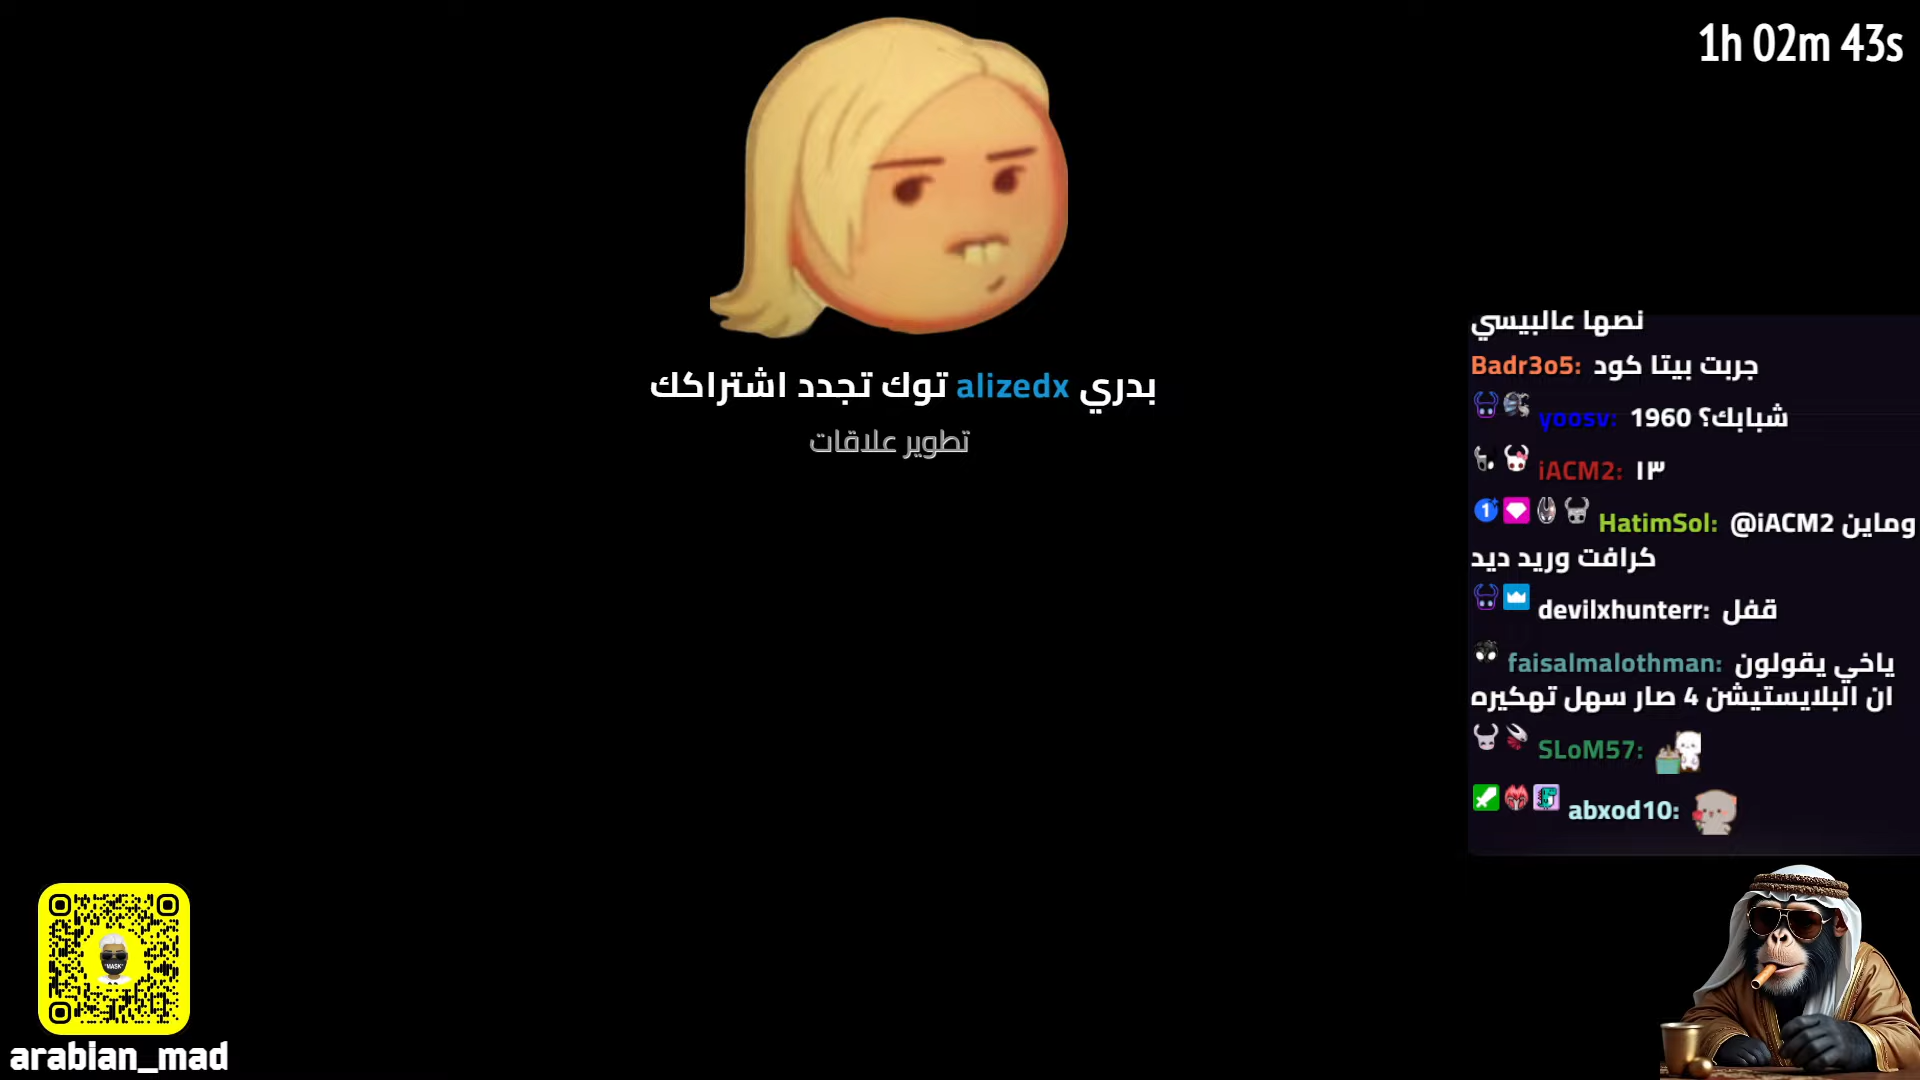 1h 02m 43s
بدري alizedx توك تجدد اشتراكك
تطوير علاقات
نصها عالبيسي
Badr3o5: جربت بيتا كود
yoosv: 1960 شبابك؟
iACM2: ١٣
HatimSol: @iACM2 وماين
كرافت وريد ديد
devilxhunterr: قفل
faisalmalothman: ياخي يقولون
ان البلايستيشن 4 صار سهل تهكيره
SLoM57:
abxod10:
MASK
arabian_mad